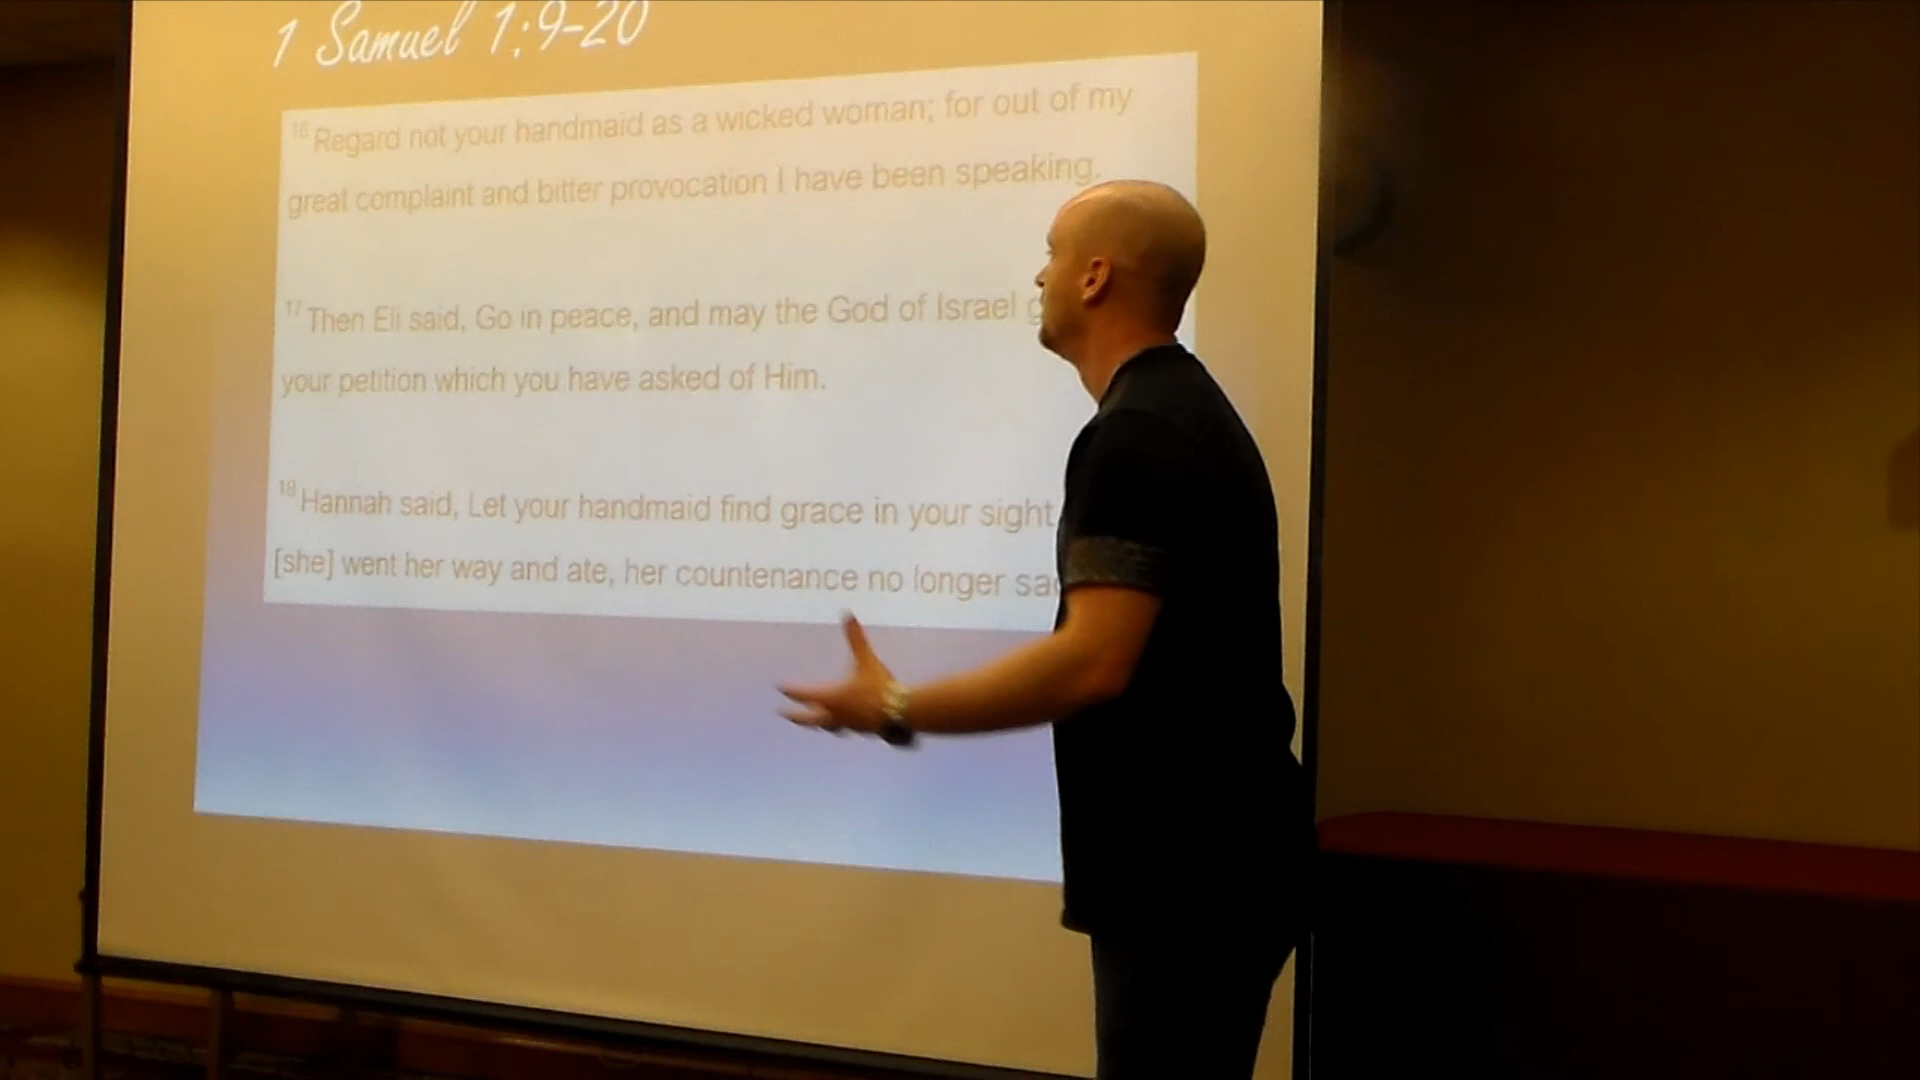 1 Samuel 1:9-20
16 Regard not your handmaid as a wicked woman; for out of my
great complaint and bitter provocation I have been speaking.
17 Then Eli said, Go in peace, and may the God of Israel
your petition which you have asked of Him.
18 Hannah said, Let your handmaid find grace in your sight
[she] went her way and ate, her countenance no longer